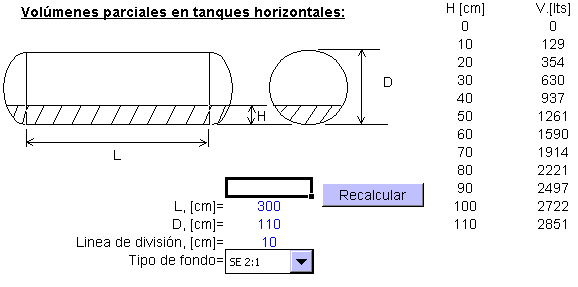 Volúmenes parciales en tanques horizontales:
H [cm] V.[lts]
0 0
10 129
20 354
30 630
40 937
50 1261
60 1590
70 1914
80 2221
90 2497
100 2722
110 2851
D
H
L
Recalcular
L, [cm]= 300
D, [cm]= 110
Linea de división, [cm]= 10
Tipo de fondo= SE 2:1